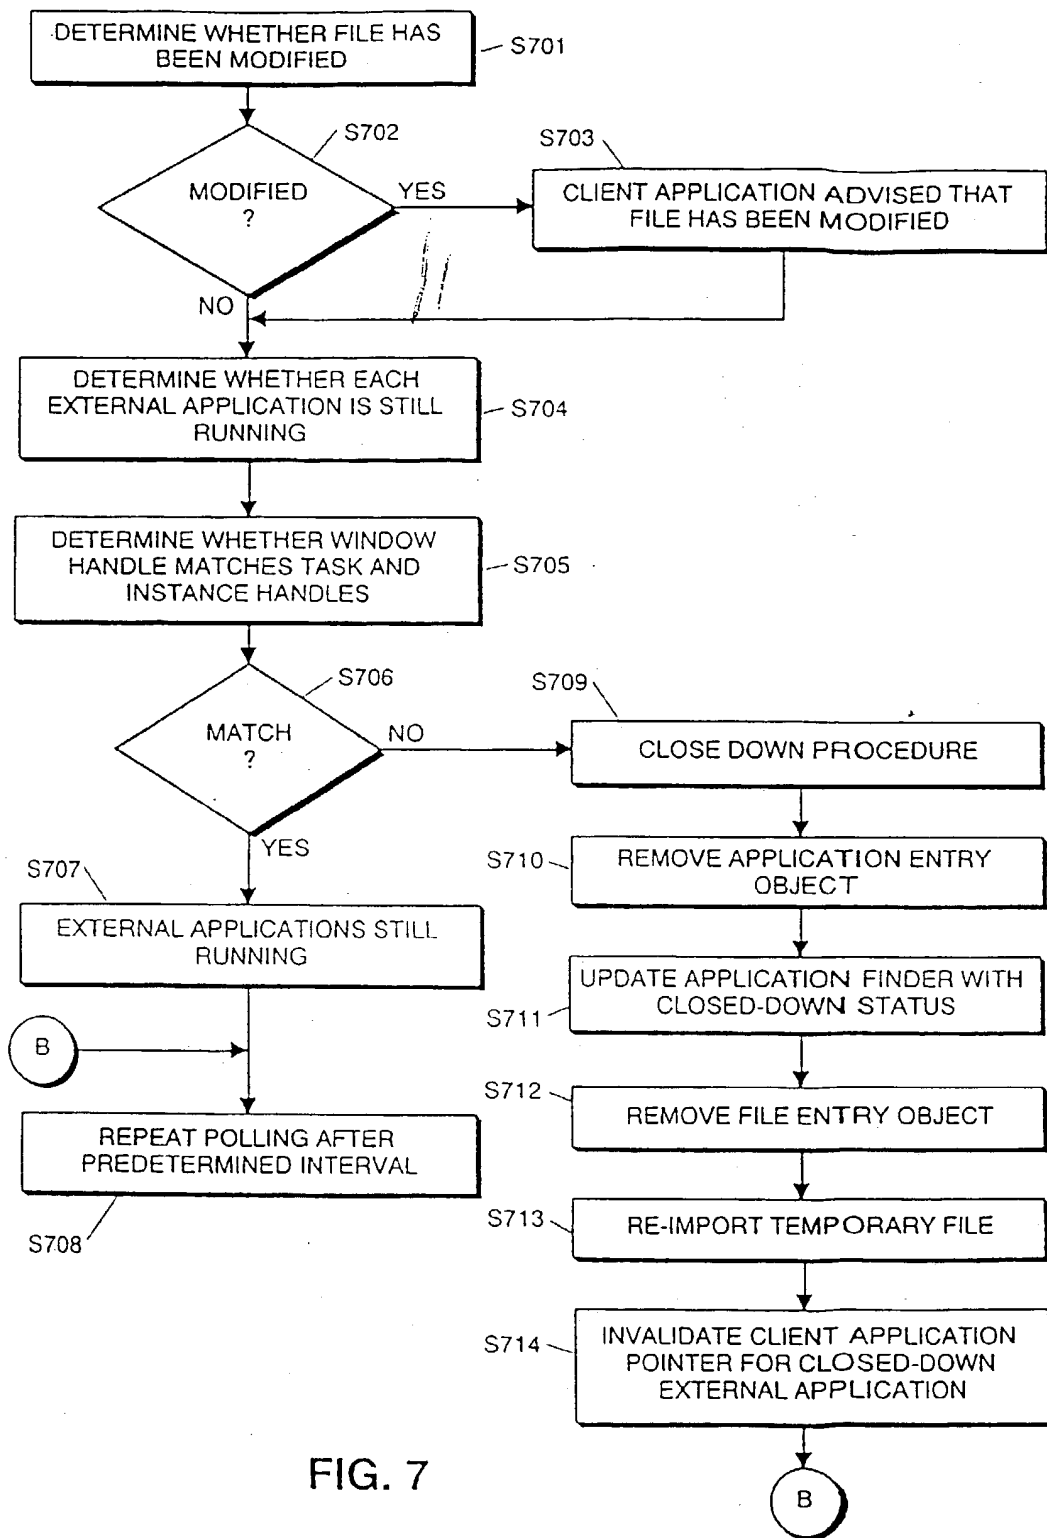 DETERMINE WHETHER FILE HAS
BEEN MODIFIED
S701
S702
MODIFIED
?
YES
NO
S703
CLIENT APPLICATION ADVISED THAT
FILE HAS BEEN MODIFIED
DETERMINE WHETHER EACH
EXTERNAL APPLICATION IS STILL
RUNNING
S704
DETERMINE WHETHER WINDOW
HANDLE MATCHES TASK AND
INSTANCE HANDLES
S705
S706
MATCH
?
NO
YES
S707
EXTERNAL APPLICATIONS STILL
RUNNING
B
REPEAT POLLING AFTER
PREDETERMINED INTERVAL
S708
S709
CLOSE DOWN PROCEDURE
S710
REMOVE APPLICATION ENTRY
OBJECT
UPDATE APPLICATION FINDER WITH
CLOSED-DOWN STATUS
S711
S712
REMOVE FILE ENTRY OBJECT
S713
RE-IMPORT TEMPORARY FILE
S714
INVALIDATE CLIENT APPLICATION
POINTER FOR CLOSED-DOWN
EXTERNAL APPLICATION
B
FIG. 7